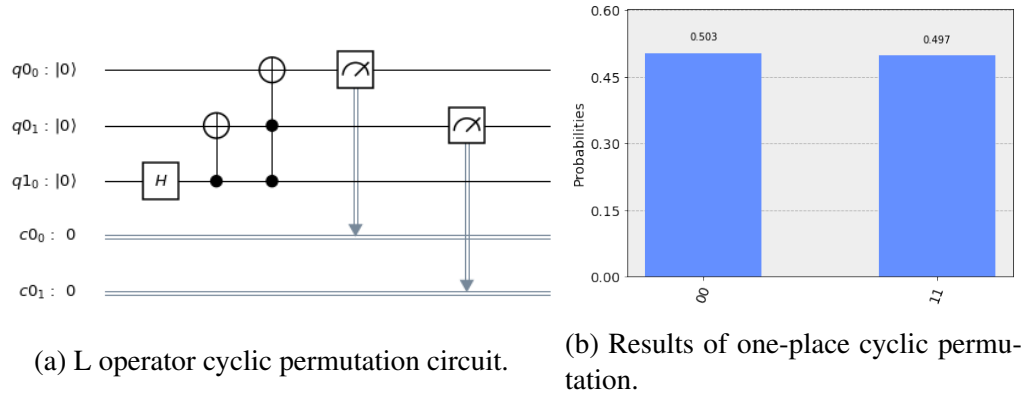 q0₀ : |0⟩
q0₁ : |0⟩
q1₀ : |0⟩
H
c0₀ : 0
c0₁ : 0
(a) L operator cyclic permutation circuit.
Probabilities
0.60
0.45
0.30
0.15
0.00
0.503
0.497
00
11
(b) Results of one-place cyclic permu-
tation.